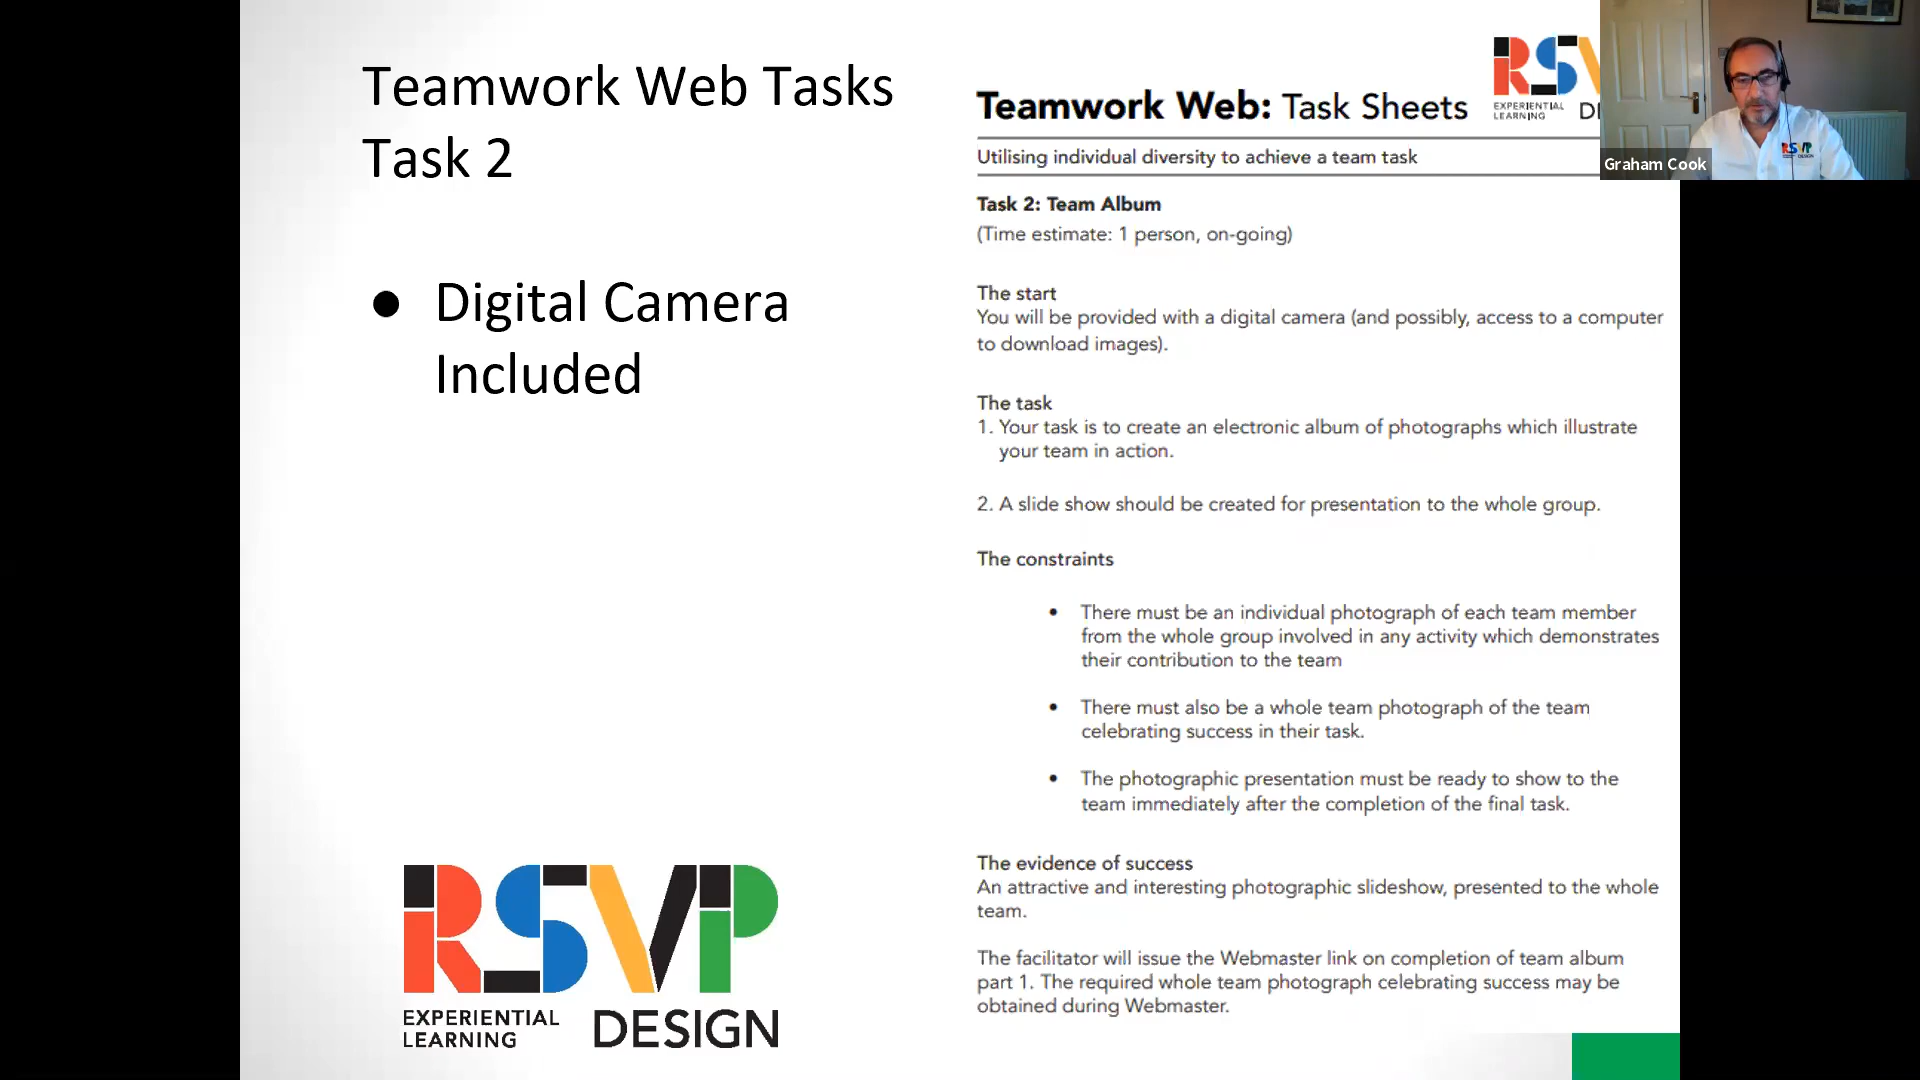 Teamwork Web Tasks
Task 2
● Digital Camera
Included
RSVP
EXPERIENTIAL
LEARNING
DESIGN
RSV
EXPERIENTIAL
LEARNING
Teamwork Web: Task Sheets
Utilising individual diversity to achieve a team task
Task 2: Team Album
(Time estimate: 1 person, on-going)
The start
You will be provided with a digital camera (and possibly, access to a computer
to download images).
The task
1. Your task is to create an electronic album of photographs which illustrate
your team in action.
2. A slide show should be created for presentation to the whole group.
The constraints
• There must be an individual photograph of each team member
from the whole group involved in any activity which demonstrates
their contribution to the team
• There must also be a whole team photograph of the team
celebrating success in their task.
• The photographic presentation must be ready to show to the
team immediately after the completion of the final task.
The evidence of success
An attractive and interesting photographic slideshow, presented to the whole
team.
The facilitator will issue the Webmaster link on completion of team album
part 1. The required whole team photograph celebrating success may be
obtained during Webmaster.
Graham Cook
RSVP
DESIGN